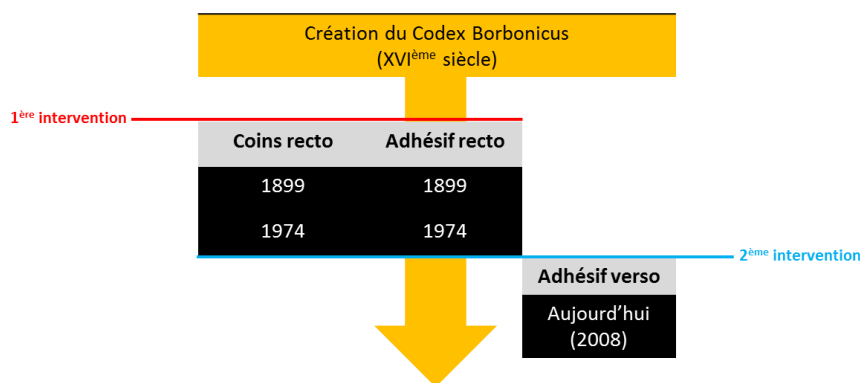 Création du Codex Borbonicus
(XVIème siècle)
1ère intervention
Coins recto Adhésif recto
1899 1899
1974 1974
2ème intervention
Adhésif verso
Aujourd’hui
(2008)